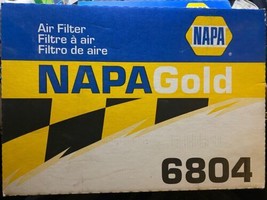 Air Filter
Filtre à air
Filtro de aire
NAPA
NAPAGold
6804